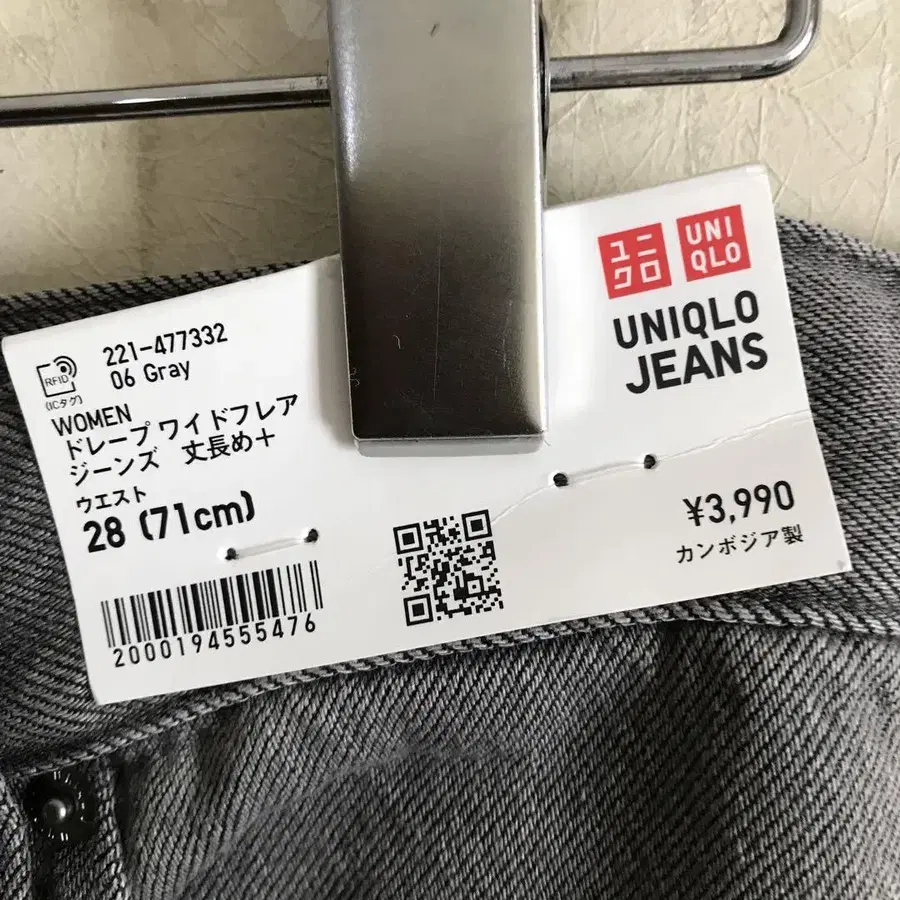 RFID
(ICタグ)
221-477332
06 Gray
WOMEN
ドレープ ワイドフレア
ジーンズ 丈長め+
ウエスト
28 (71cm)
2000194555476
ユニ
クロ
UNI
QLO
UNIQLO
JEANS
¥3,990
カンボジア製